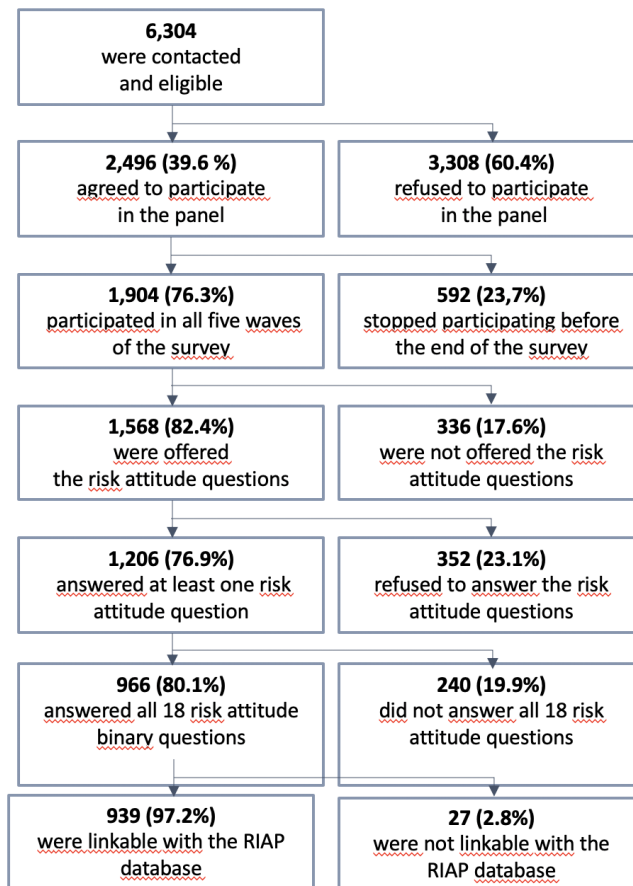 6,304
were contacted
and eligible
2,496 (39.6 %)
agreed to participate
in the panel
3,308 (60.4%)
refused to participate
in the panel
1,904 (76.3%)
participated in all five waves
of the survey
592 (23,7%)
stopped participating before
the end of the survey
1,568 (82.4%)
were offered
the risk attitude questions
336 (17.6%)
were not offered the risk
attitude questions
1,206 (76.9%)
answered at least one risk
attitude question
352 (23.1%)
refused to answer the risk
attitude questions
966 (80.1%)
answered all 18 risk attitude
binary questions
240 (19.9%)
did not answer all 18 risk
attitude questions
939 (97.2%)
were linkable with the RIAP
database
27 (2.8%)
were not linkable with the
RIAP database